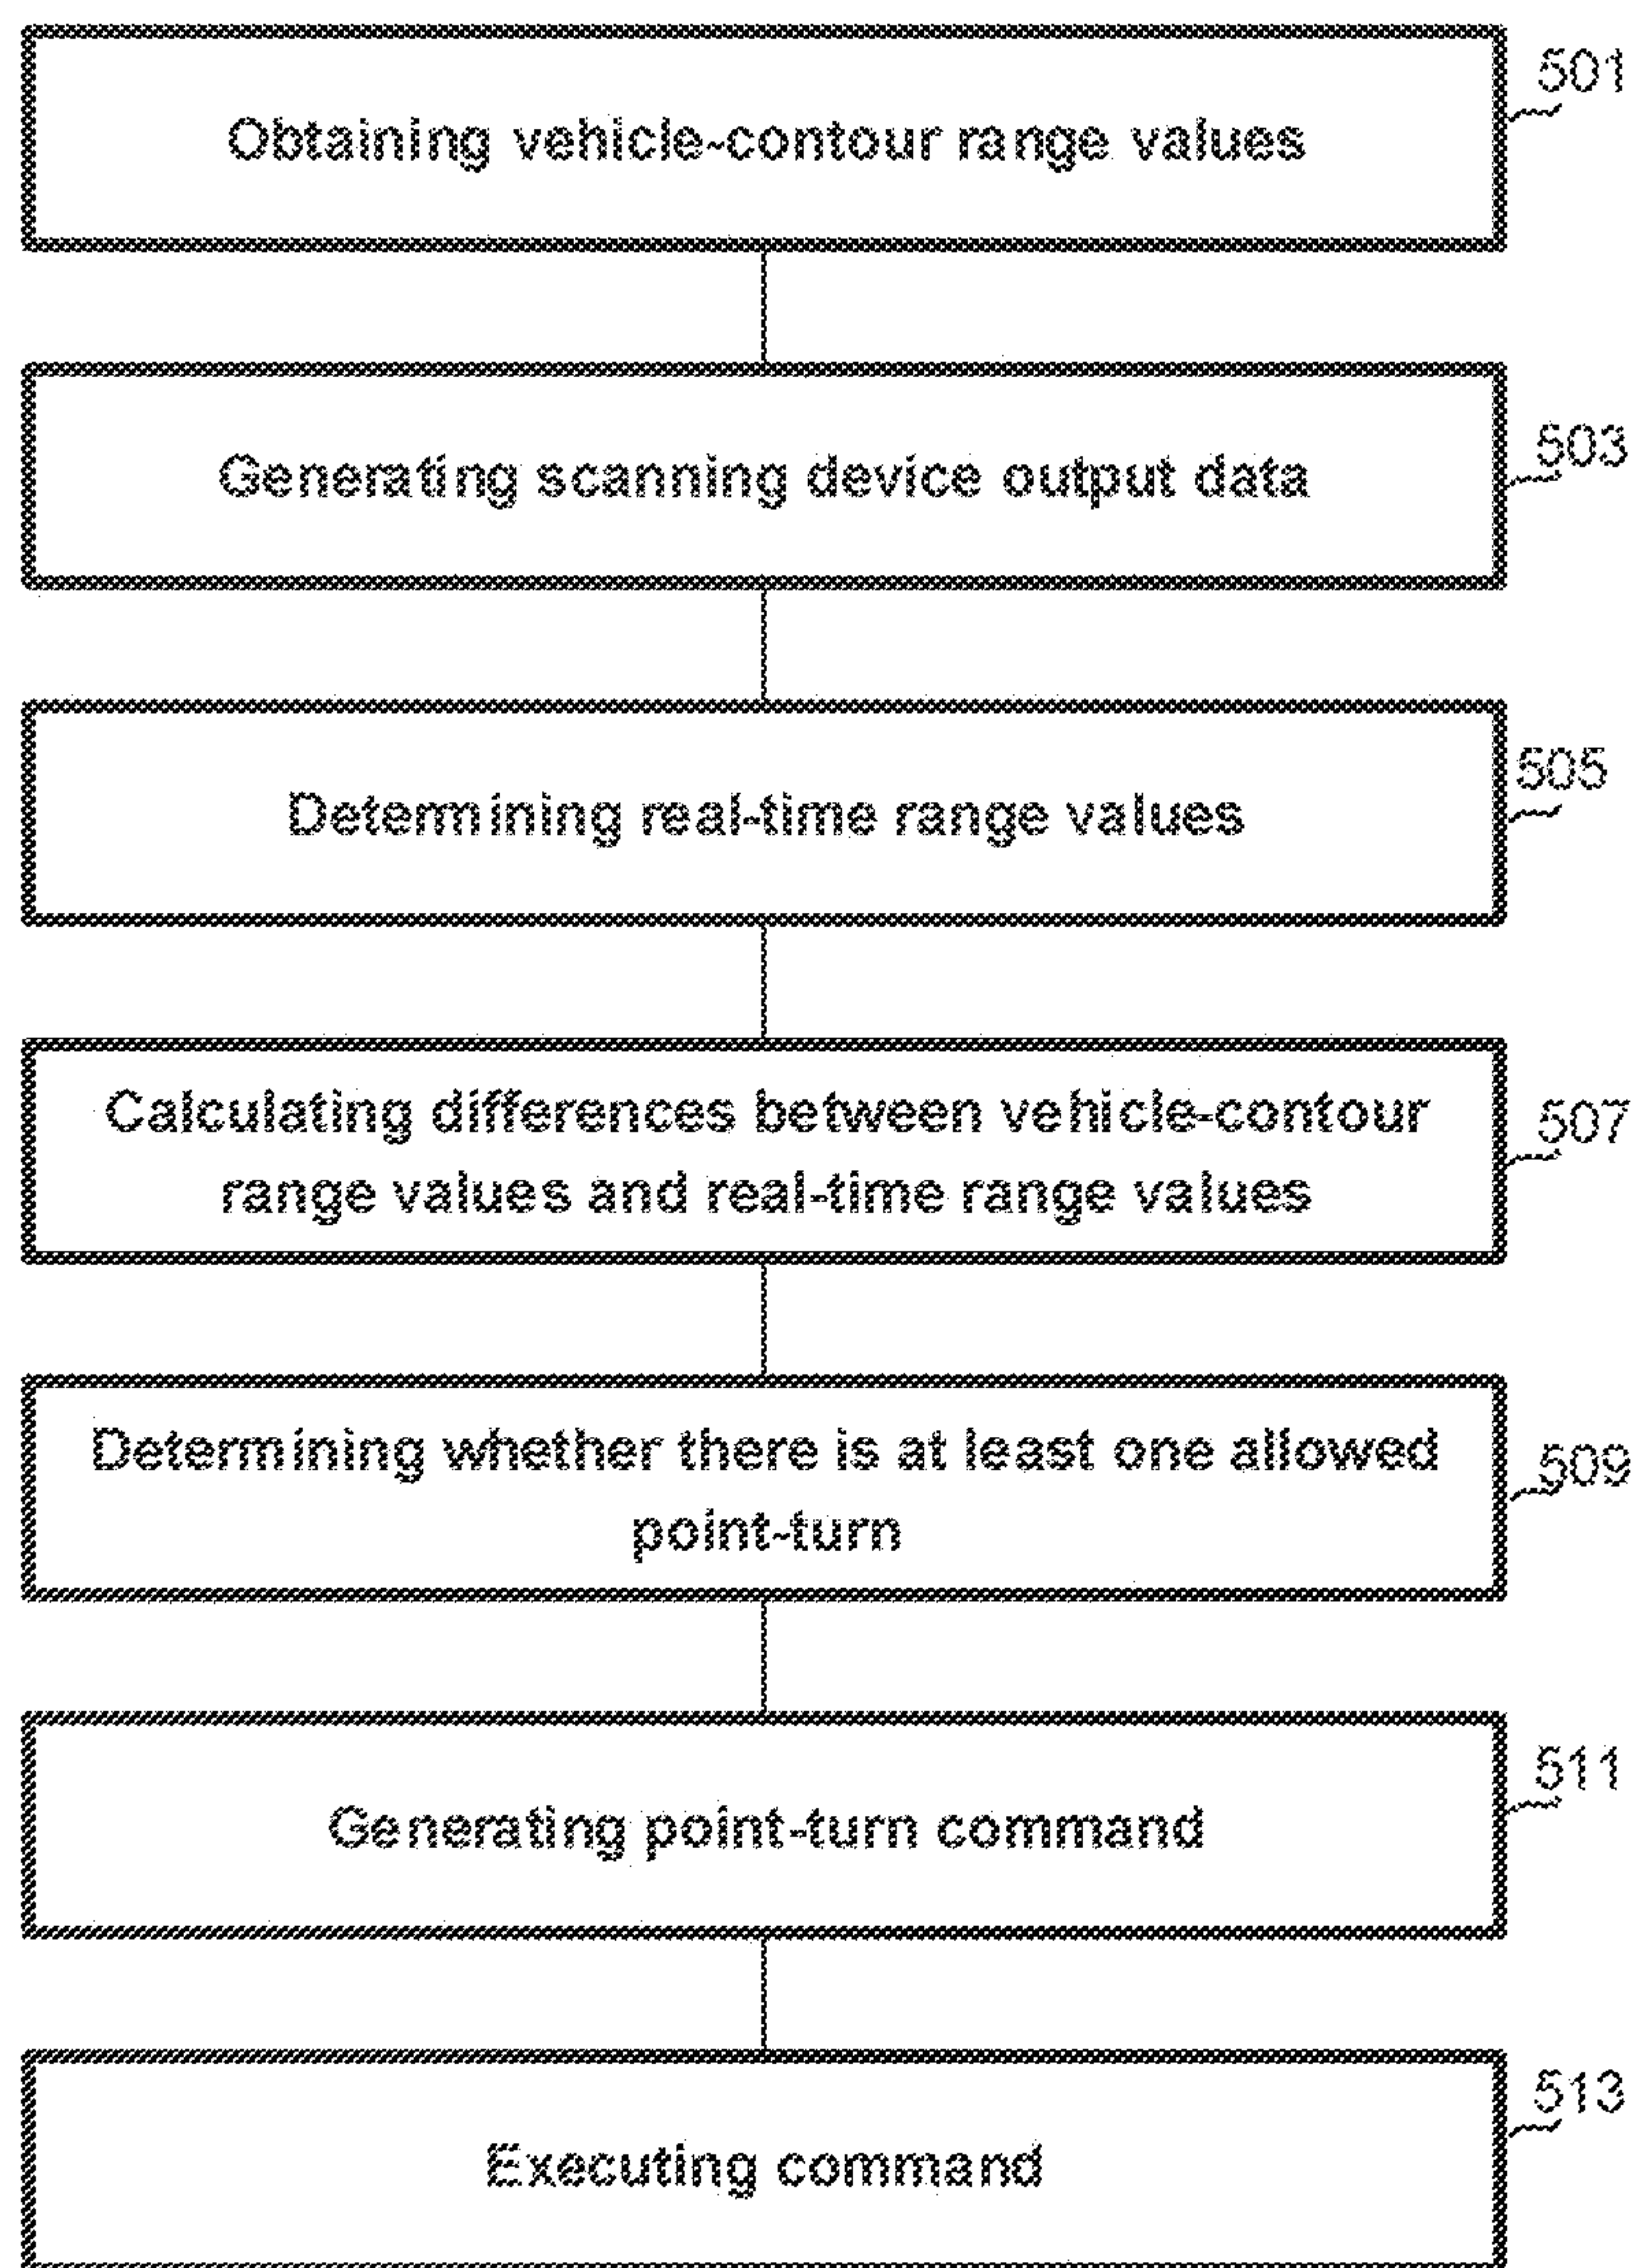 501
Obtaining vehicle-contour range values
503
Generating scanning device output data
505
Determining real-time range values
507
Calculating differences between vehicle-contour
range values and real-time range values
509
Determining whether there is at least one allowed
point-turn
511
Generating point-turn command
513
Executing command